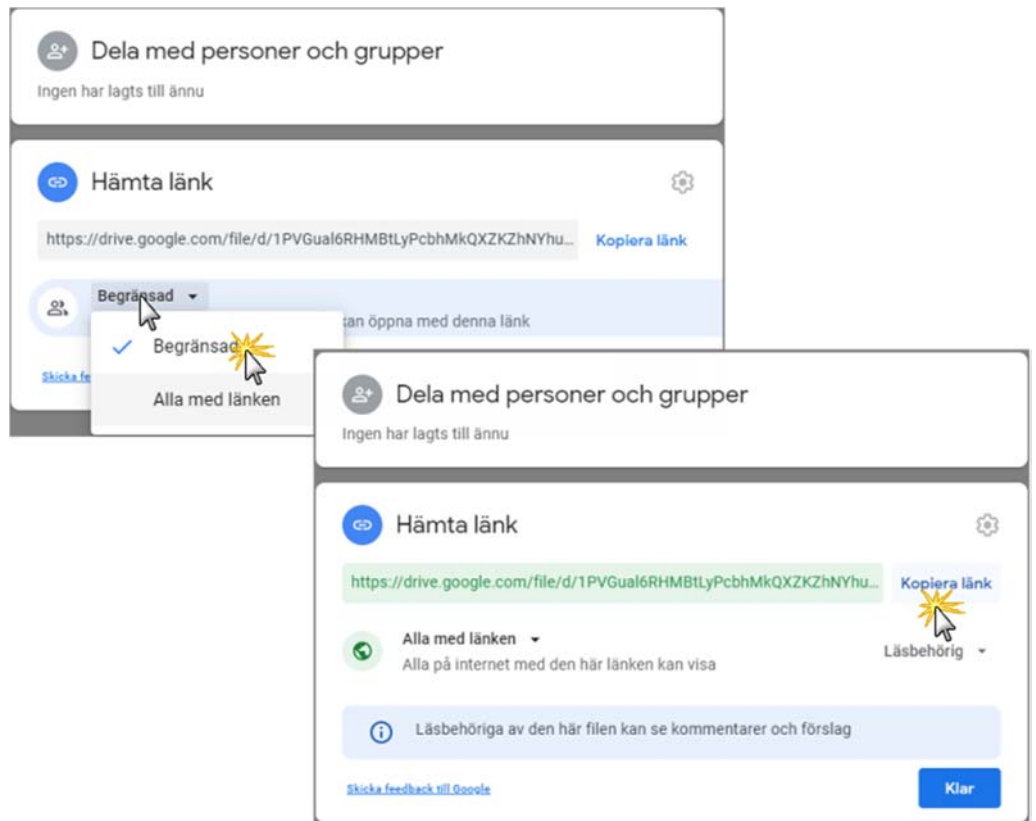 Dela med personer och grupper
Ingen har lagts till ännu
Hämta länk
https://drive.google.com/file/d/1PVGual6RHMBtLyPcbhMkQXZKZhNYhu... Kopiera länk
Begränsad
kan öppna med denna länk
Begränsad
Skicka fe
Alla med länken
Dela med personer och grupper
Ingen har lagts till ännu
Hämta länk
https://drive.google.com/file/d/1PVGual6RHMBtLyPcbhMkQXZKZhNYhu... Kopiera länk
Alla med länken
Alla på internet med den här länken kan visa
Läsbehörig
Läsbehöriga av den här filen kan se kommentarer och förslag
Skicka feedback till Google
Klar